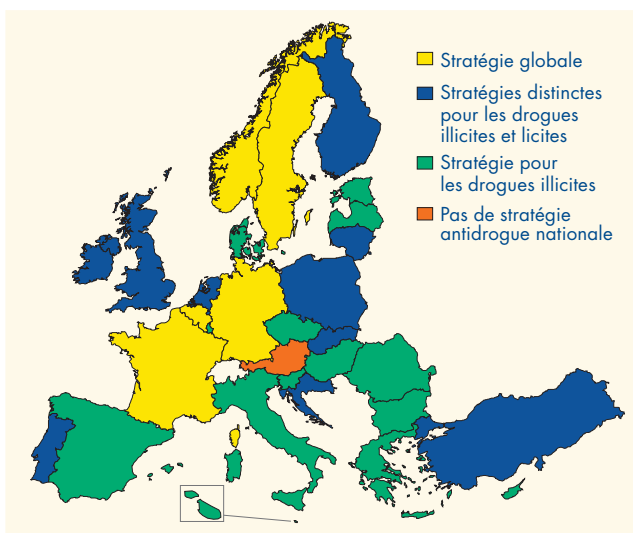 Stratégie globale
Stratégies distinctes
pour les drogues
illicites et licites
Stratégie pour
les drogues illicites
Pas de stratégie
antidrogue nationale